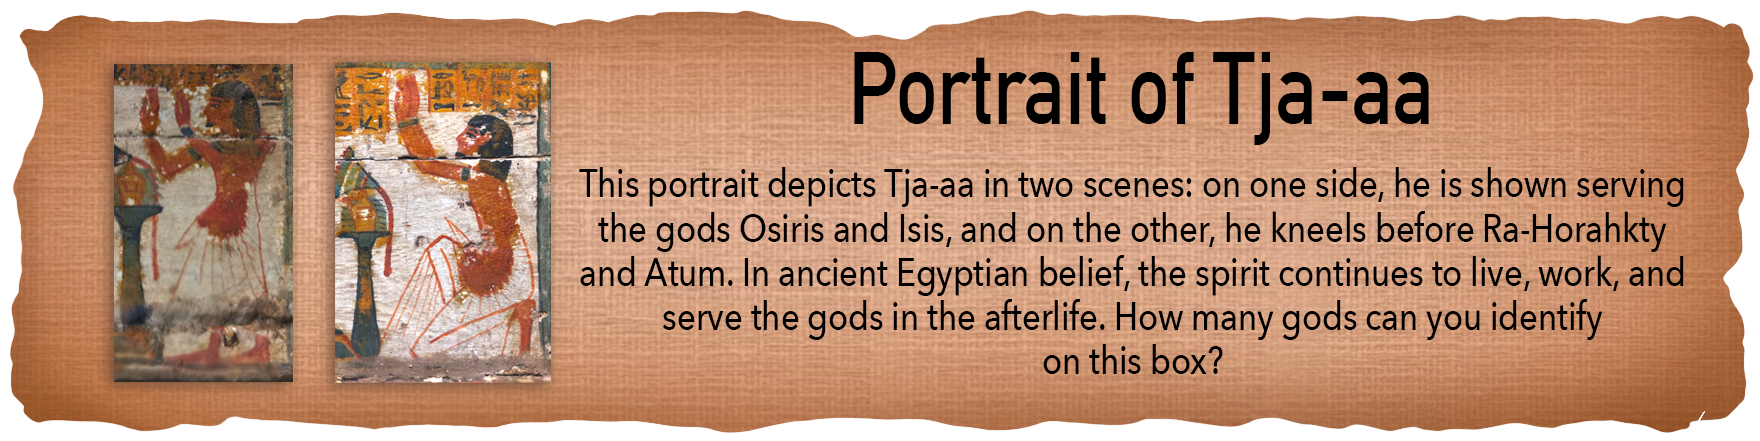 Portrait of Tja-aa
This portrait depicts Tja-aa in two scenes: on one side, he is shown serving
the gods Osiris and Isis, and on the other, he kneels before Ra-Horahkty
and Atum. In ancient Egyptian belief, the spirit continues to live, work, and
serve the gods in the afterlife. How many gods can you identify
on this box?